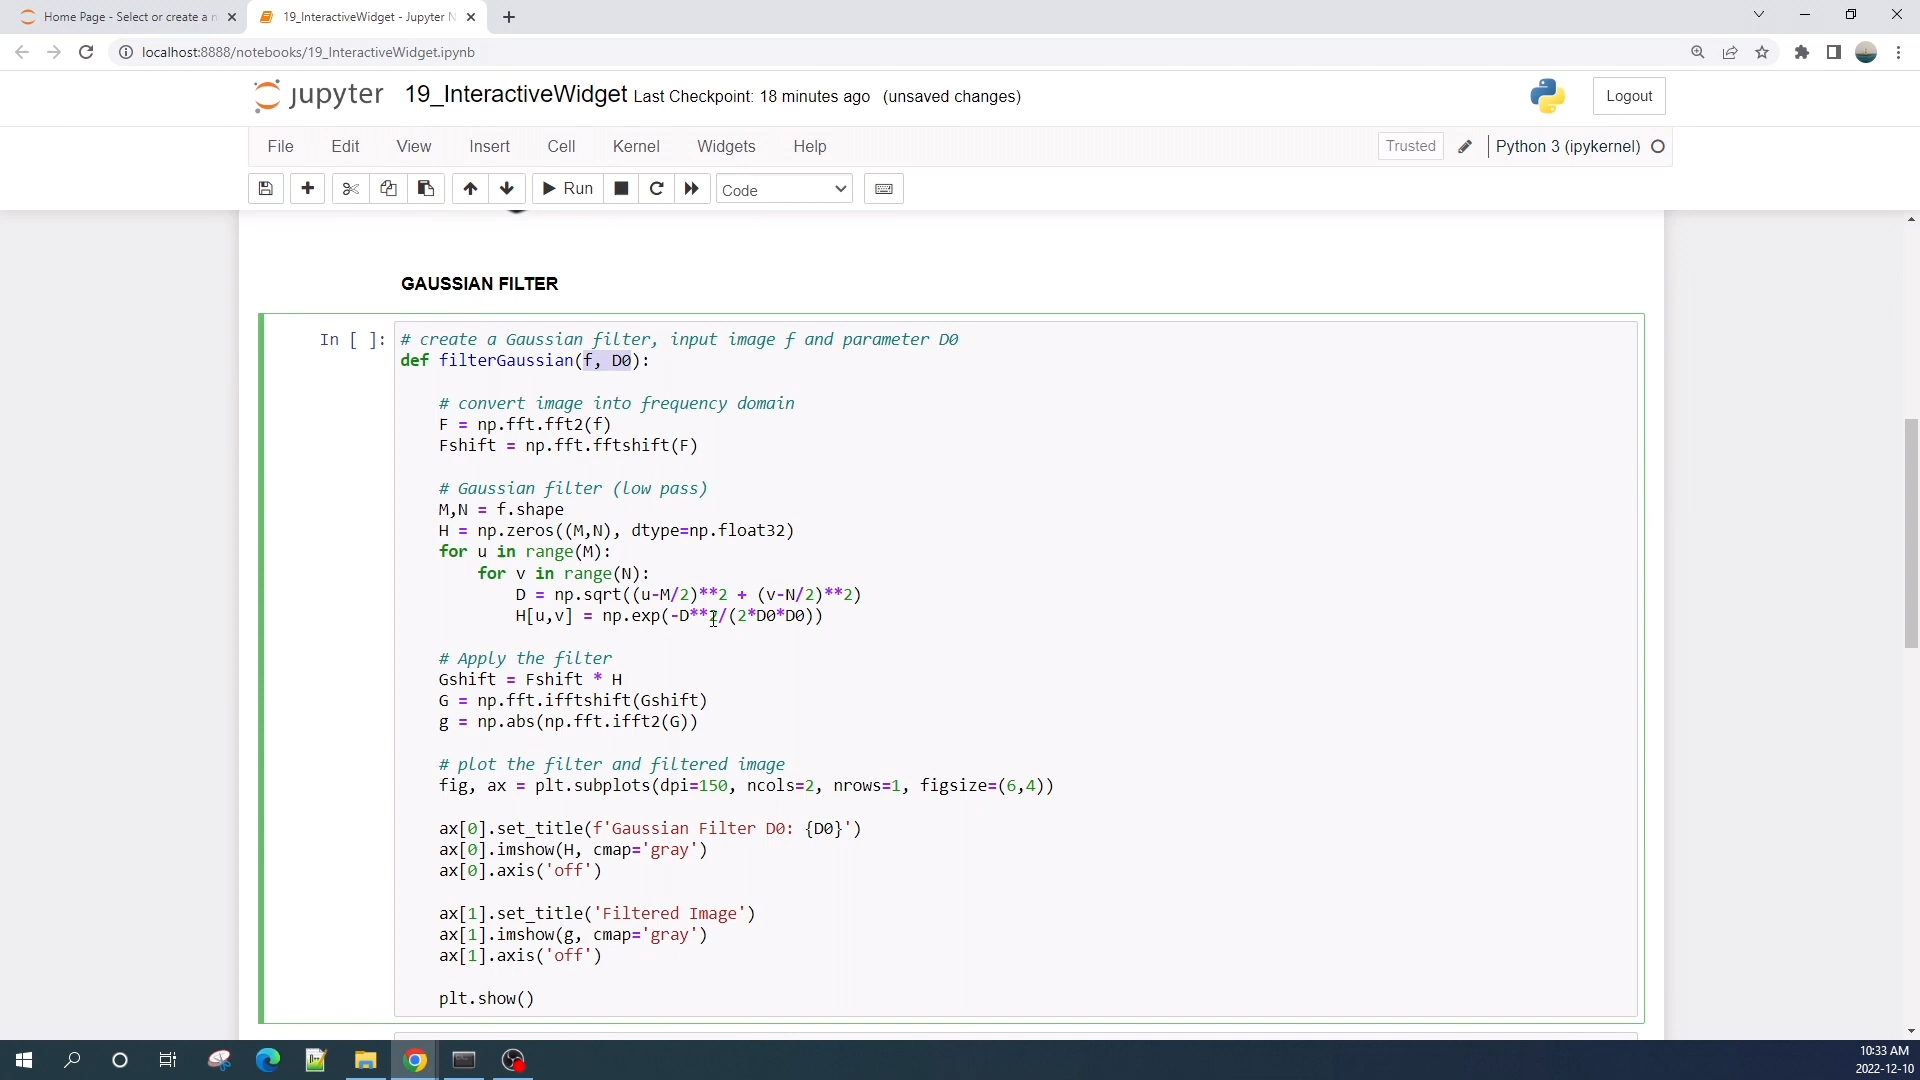 Home Page - Select or create a n
19_InteractiveWidget - Jupyter N
localhost:8888/notebooks/19_InteractiveWidget.ipynb
jupyter 19_InteractiveWidget Last Checkpoint: 18 minutes ago (unsaved changes)
Logout
File Edit View Insert Cell Kernel Widgets Help
Trusted Python 3 (ipykernel)
Run Code
GAUSSIAN FILTER
In [ ]: # create a Gaussian filter, input image f and parameter D0
def filterGaussian(f, D0):
# convert image into frequency domain
F = np.fft.fft2(f)
Fshift = np.fft.fftshift(F)
# Gaussian filter (low pass)
M,N = f.shape
H = np.zeros((M,N), dtype=np.float32)
for u in range(M):
for v in range(N):
D = np.sqrt((u-M/2)**2 + (v-N/2)**2)
H[u,v] = np.exp(-D**2/(2*D0*D0))
# Apply the filter
Gshift = Fshift * H
G = np.fft.ifftshift(Gshift)
g = np.abs(np.fft.ifft2(G))
# plot the filter and filtered image
fig, ax = plt.subplots(dpi=150, ncols=2, nrows=1, figsize=(6,4))
ax[0].set_title(f'Gaussian Filter D0: {D0}')
ax[0].imshow(H, cmap='gray')
ax[0].axis('off')
ax[1].set_title('Filtered Image')
ax[1].imshow(g, cmap='gray')
ax[1].axis('off')
plt.show()
10:33 AM
2022-12-10